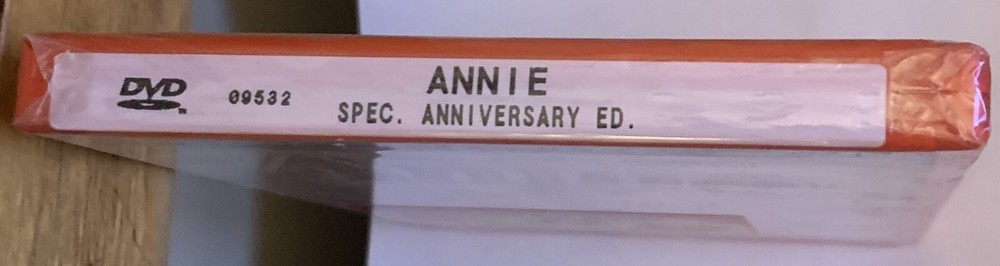 DVD
09532
ANNIE
SPEC. ANNIVERSARY ED.